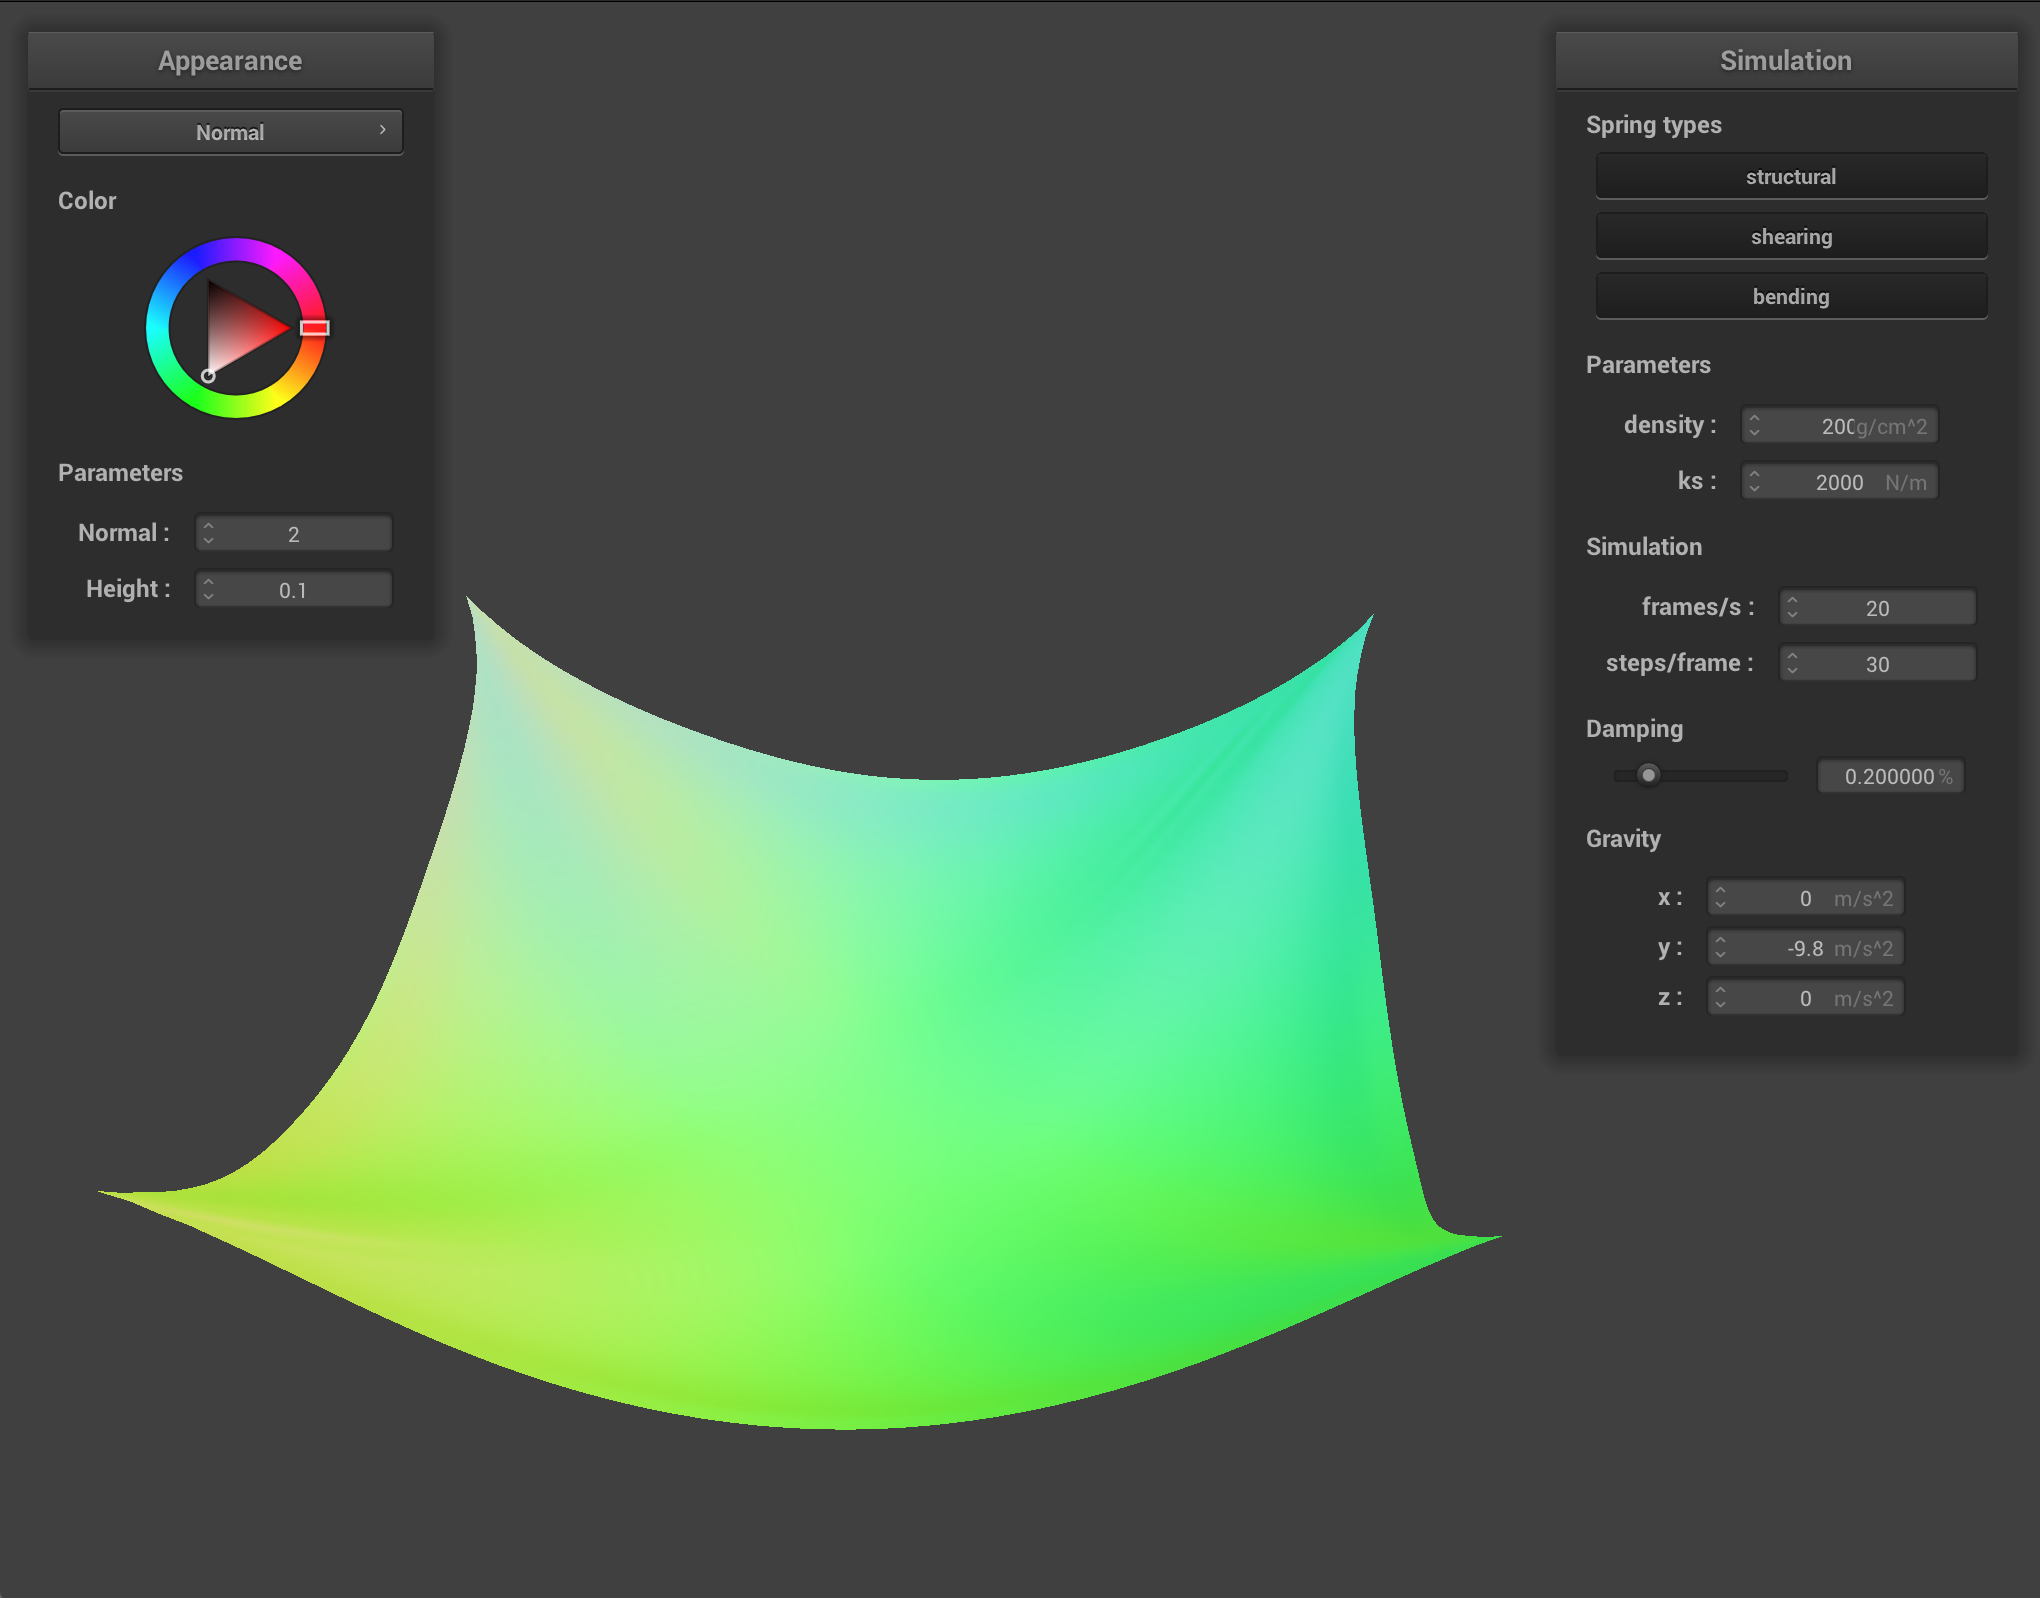 Appearance
Normal
Color
Parameters
Normal : 2
Height : 0.1
Simulation
Spring types
structural
shearing
bending
Parameters
density : 200 g/cm^2
ks : 2000 N/m
Simulation
frames/s : 20
steps/frame : 30
Damping
0.200000 %
Gravity
x : 0 m/s^2
y : -9.8 m/s^2
z : 0 m/s^2